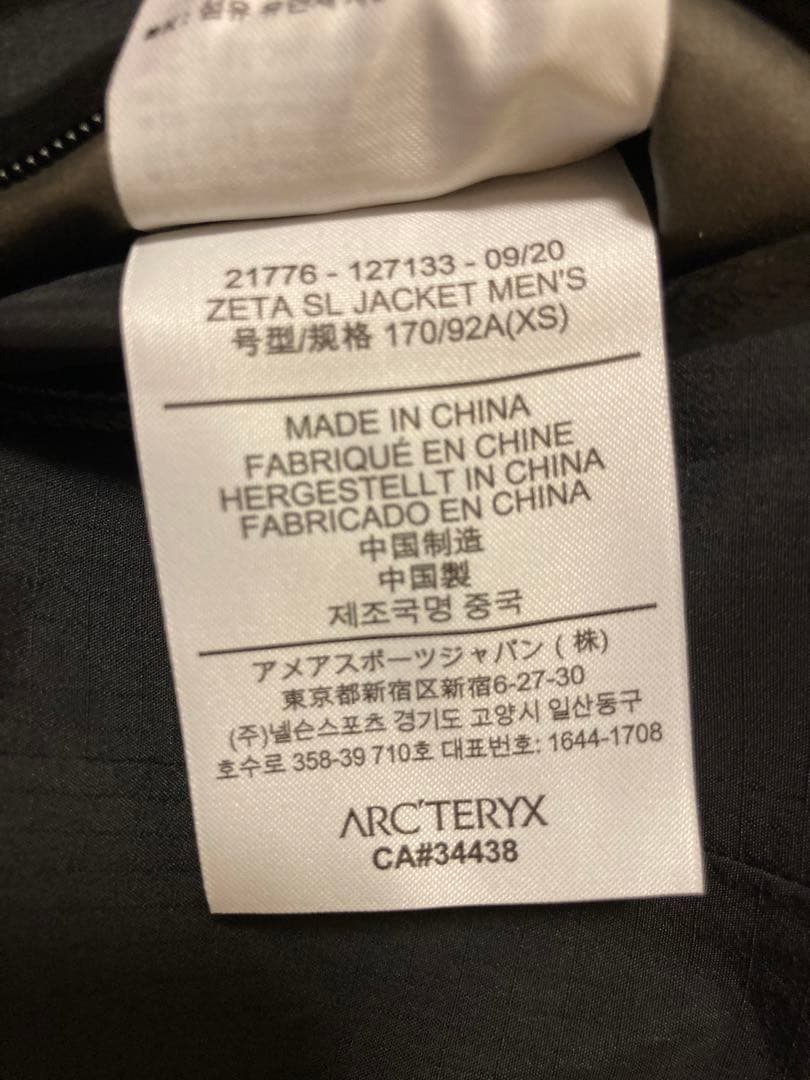 21776 - 127133 - 09/20
ZETA SL JACKET MEN'S
号型/规格 170/92A(XS)
MADE IN CHINA
FABRIQUÉ EN CHINE
HERGESTELLT IN CHINA
FABRICADO EN CHINA
中国制造
中国製
제조국명 중국
アメアスポーツジャパン ( 株)
東京都新宿区新宿6-27-30
(주)넬슨스포츠 경기도 고양시 일산동구
호수로 358-39 710호 대표번호: 1644-1708
ARC'TERYX
CA#34438